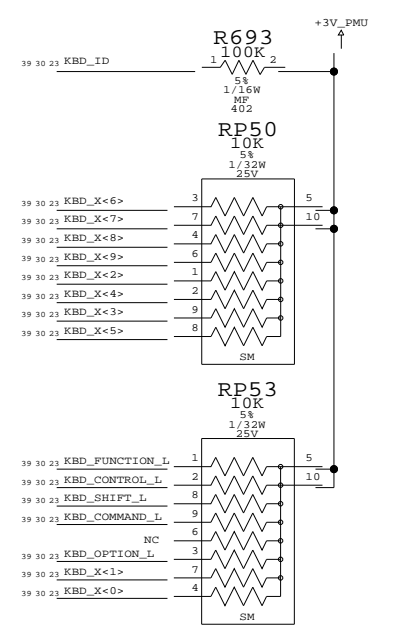 +3V_PMU
R693
100K
39 30 23 KBD_ID 1 2
5%
1/16W
MF
402
RP50
10K
5%
1/32W
25V
39 30 23 KBD_X<6> 3 5
39 30 23 KBD_X<7> 7 10
39 30 23 KBD_X<8> 4
39 30 23 KBD_X<9> 6
39 30 23 KBD_X<2> 1
39 30 23 KBD_X<4> 2
39 30 23 KBD_X<3> 9
39 30 23 KBD_X<5> 8
SM
RP53
10K
5%
1/32W
25V
39 30 23 KBD_FUNCTION_L 1 5
39 30 23 KBD_CONTROL_L 2 10
39 30 23 KBD_SHIFT_L 8
39 30 23 KBD_COMMAND_L 9
NC 6
39 30 23 KBD_OPTION_L 3
39 30 23 KBD_X<1> 7
39 30 23 KBD_X<0> 4
SM